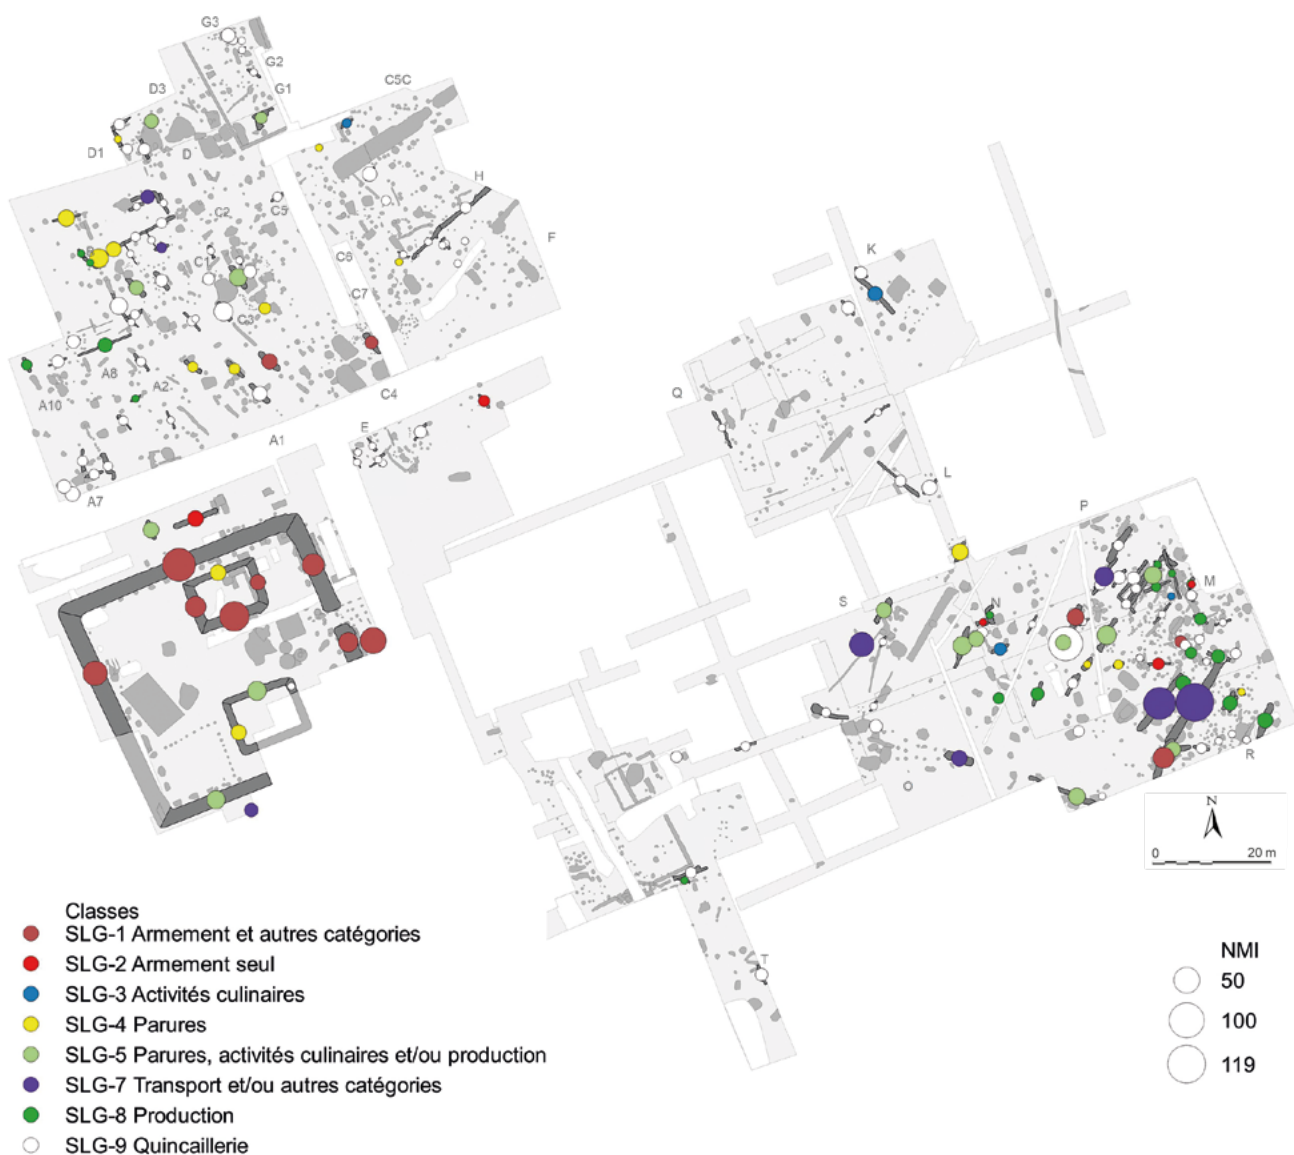 G3
G2
D3
G1
C5C
D1
D
H
C2
C5
F
B
C1
C6
K
C7
C3
A8
A2
Q
A10
C4
E
A1
L
A7
P
S
N
M
R
O
N
0 20 m
T
Classes
SLG-1 Armement et autres catégories
SLG-2 Armement seul
SLG-3 Activités culinaires
SLG-4 Parures
SLG-5 Parures, activités culinaires et/ou production
SLG-7 Transport et/ou autres catégories
SLG-8 Production
SLG-9 Quincaillerie
NMI
50
100
119